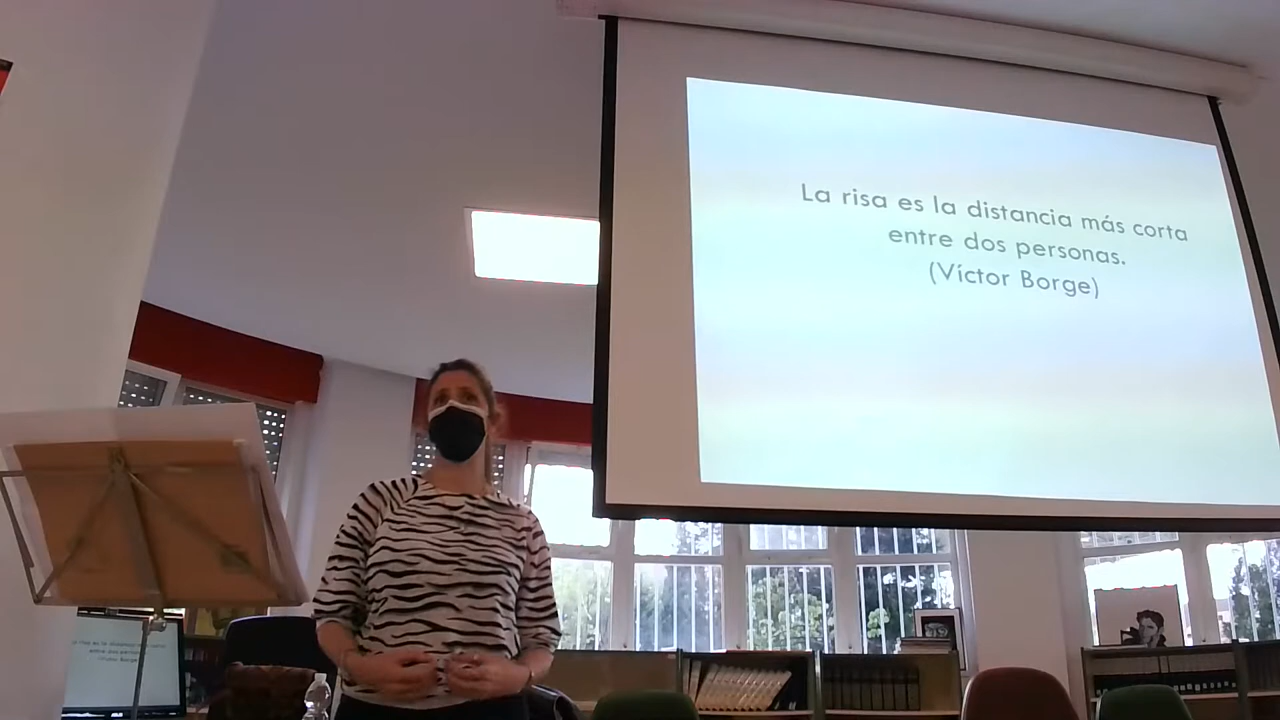 La risa es la distancia más corta
entre dos personas.
(Víctor Borge)